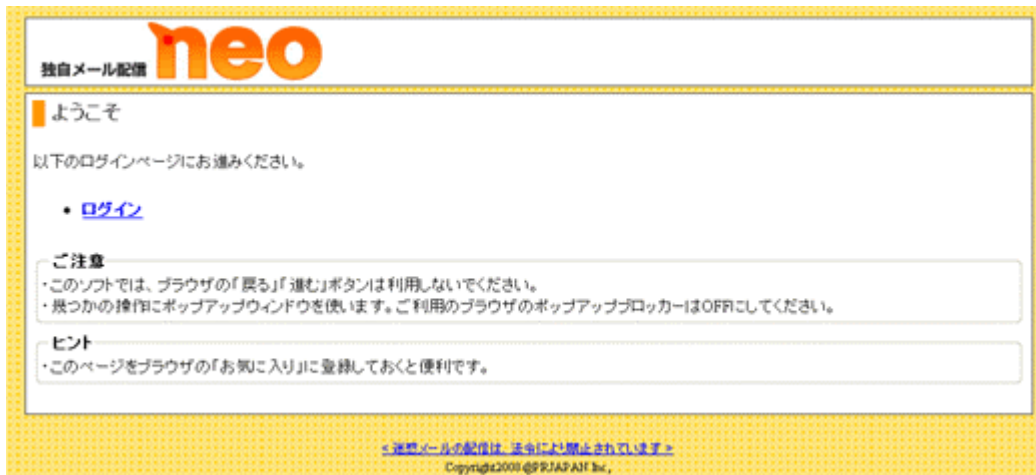 独自メール配信 neo
ようこそ
以下のログインページにお進みください。
• ログイン
ご注意
・このソフトでは、ブラウザの「戻る」「進む」ボタンは利用しないでください。
・幾つかの操作にポップアップウィンドウを使います。ご利用のブラウザのポップアップブロッカーはOFFにしてください。
ヒント
・このページをブラウザの「お気に入り」に登録しておくと便利です。
< 迷惑メールの配信は、法令により禁止されています >
Copyright2008 @PRJAPAN Inc,